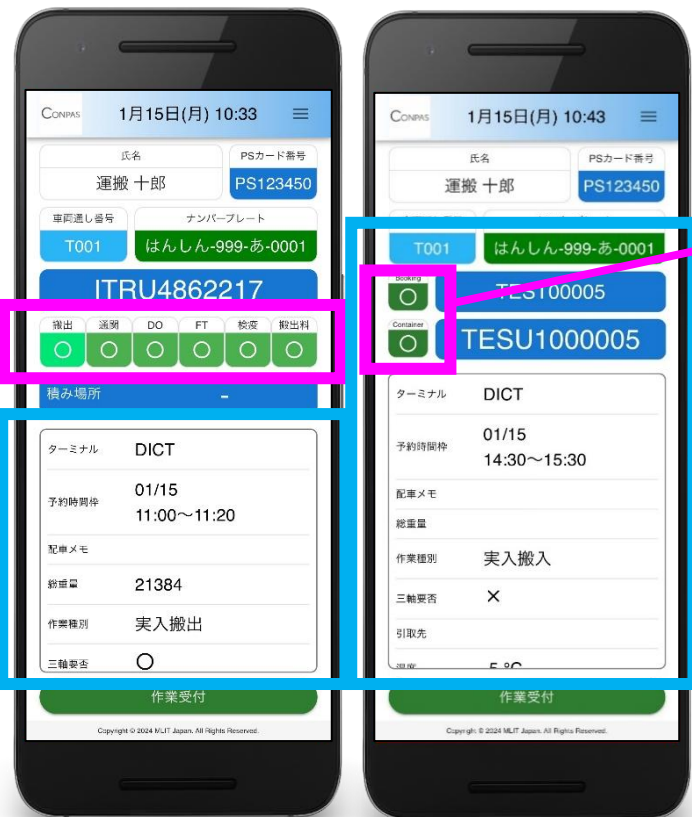 CONPAS 1月15日(月) 10:33
氏名 PSカード番号
運搬 十郎 PS123450
車両通し番号 ナンバープレート
T001 はんしん-999-あ-0001
ITRU4862217
搬出 通関 DO FT 検疫 搬出料
○ ○ ○ ○ ○ ○
積み場所 -
ターミナル DICT
予約時間枠 01/15
11:00～11:20
配車メモ
総重量 21384
作業種別 実入搬出
三軸要否 ○
作業受付
Copyright © 2024 MLIT Japan. All Rights Reserved.
CONPAS 1月15日(月) 10:43
氏名 PSカード番号
運搬 十郎 PS123450
T001 はんしん-999-あ-0001
Booking
○ TES100005
Container
○ TESU1000005
ターミナル DICT
予約時間枠 01/15
14:30～15:30
配車メモ
総重量
作業種別 実入搬入
三軸要否 ×
引取先
作業受付
Copyright © 2024 MLIT Japan. All Rights Reserved.